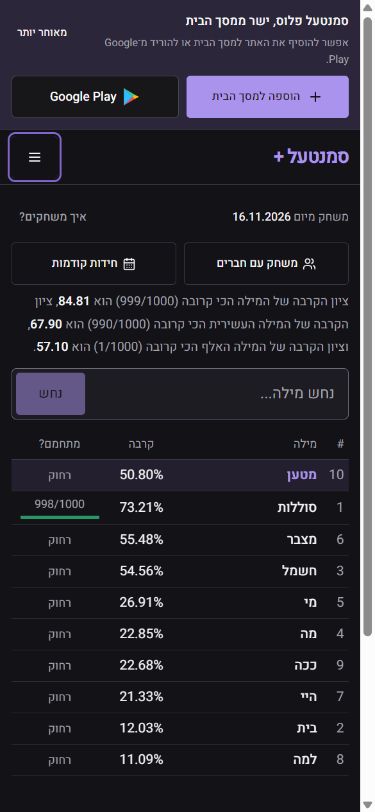 סמנטעל פלוס, ישר ממסך הבית
מאוחר יותר
אפשר להוסיף את האתר למסך הבית או להוריד מ־Google
Play.
הוספה למסך הבית
Google Play
סמנטעל +
משחק מיום 16.11.2026
איך משחקים?
משחק עם חברים
חידות קודמות
ציון הקרבה של המילה הכי קרובה (999/1000) הוא 84.81, ציון
הקרבה של המילה העשירית הכי קרובה (990/1000) הוא 67.90,
וציון הקרבה של המילה האלף הכי קרובה (1/1000) הוא 57.10.
נחש מילה...
נחש
# מילה קרבה מתחמם?
10 מטען 50.80% רחוק
1 סוללות 73.21% 998/1000
6 מצבר 55.48% רחוק
3 חשמל 54.56% רחוק
5 מי 26.91% רחוק
4 מה 22.85% רחוק
9 ככה 22.68% רחוק
7 היי 21.33% רחוק
2 בית 12.03% רחוק
8 למה 11.09% רחוק